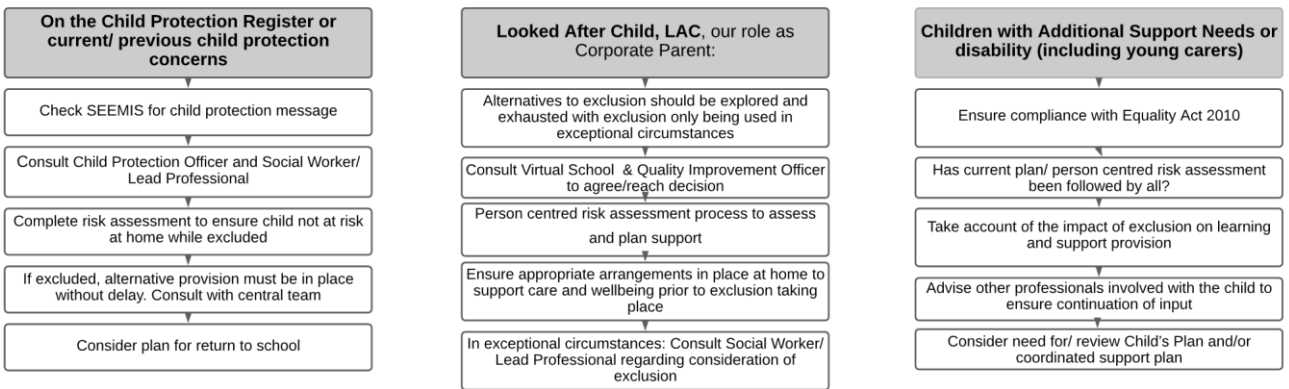 On the Child Protection Register or
current/ previous child protection
concerns
Check SEEMIS for child protection message
Consult Child Protection Officer and Social Worker/
Lead Professional
Complete risk assessment to ensure child not at risk
at home while excluded
If excluded, alternative provision must be in place
without delay. Consult with central team
Consider plan for return to school
Looked After Child, LAC, our role as
Corporate Parent:
Alternatives to exclusion should be explored and
exhausted with exclusion only being used in
exceptional circumstances
Consult Virtual School & Quality Improvement Officer
to agree/reach decision
Person centred risk assessment process to assess
and plan support
Ensure appropriate arrangements in place at home to
support care and wellbeing prior to exclusion taking
place
In exceptional circumstances: Consult Social Worker/
Lead Professional regarding consideration of
exclusion
Children with Additional Support Needs or
disability (including young carers)
Ensure compliance with Equality Act 2010
Has current plan/ person centred risk assessment
been followed by all?
Take account of the impact of exclusion on learning
and support provision
Advise other professionals involved with the child to
ensure continuation of input
Consider need for/ review Child's Plan and/or
coordinated support plan